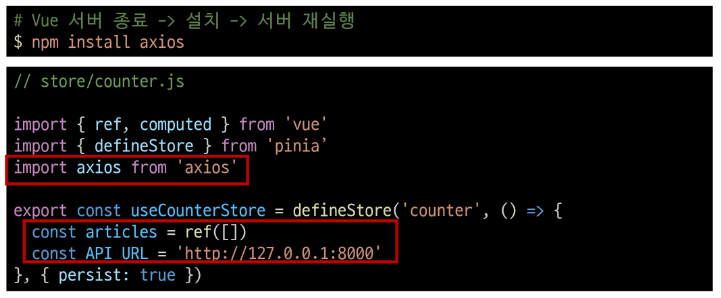 # Vue 서버 종료 -> 설치 -> 서버 재실행
$ npm install axios
// store/counter.js
import { ref, computed } from 'vue'
import { defineStore } from 'pinia’
import axios from 'axios'
export const useCounterStore = defineStore('counter', () => {
const articles = ref([])
const API_URL = 'http://127.0.0.1:8000'
}, { persist: true })